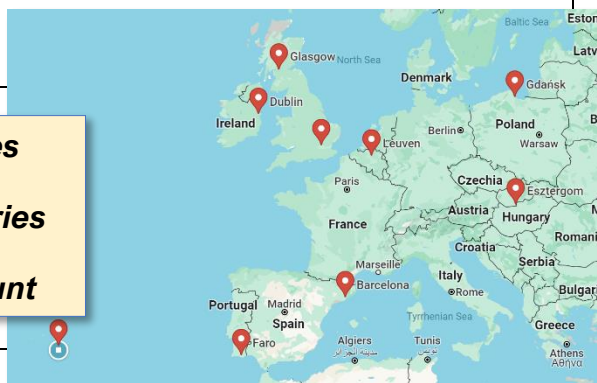 Baltic Sea
Eston
Glasgow
North Sea
Latv
Denmark
Gdańsk
Dublin
Ireland
Berlin
Poland
Warsaw
Leuven
es
ries
unt
Paris
Czechia
Esztergom
Austria
Hungary
France
Croatia
Romani
Serbia
Marseille
Italy
Barcelona
Rome
Bulgar
Portugal
Madrid
Spain
Tyrrhenian Sea
Greece
Faro
Algiers
Tunis
تونس
Athens
Αθήνα